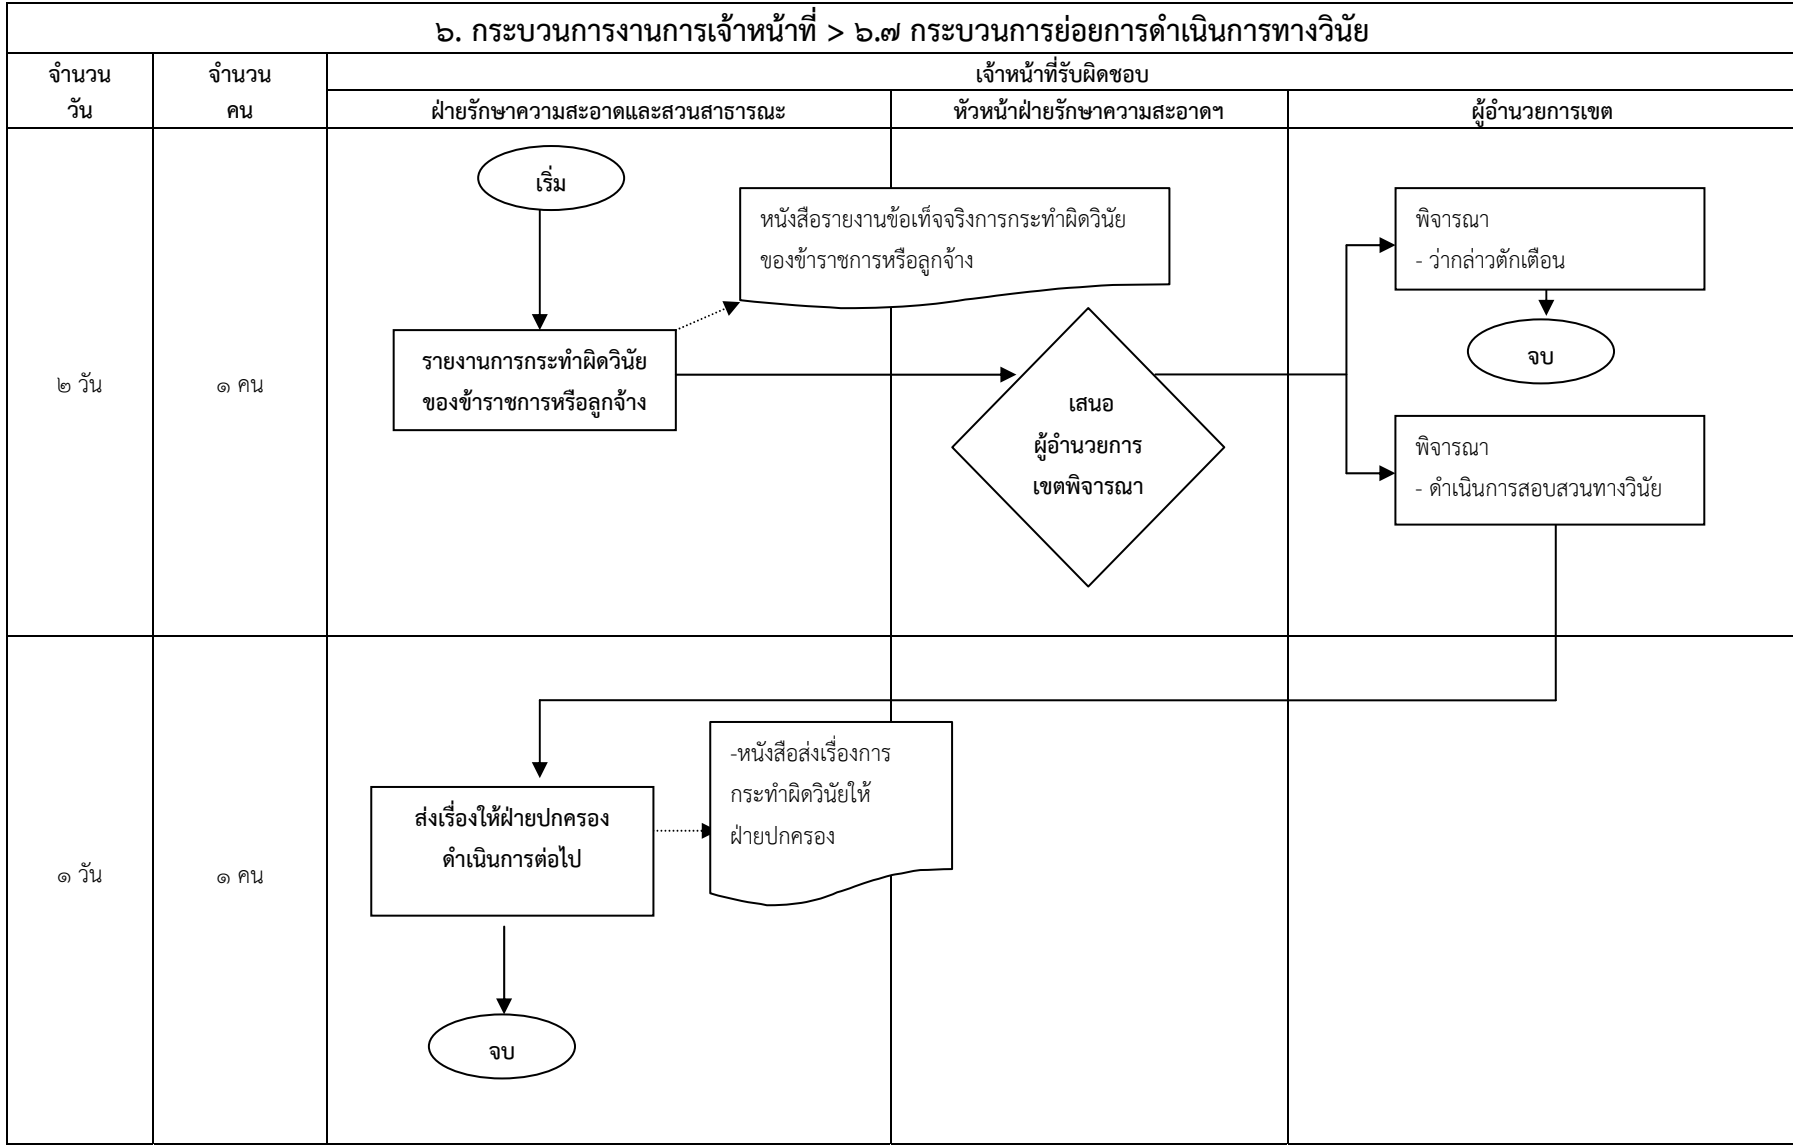 ๖. กระบวนการงานการเจ้าหน้าที่ > ๖.๗ กระบวนการย่อยการดำเนินการทางวินัย
จำนวน
วัน
จำนวน
คน
เจ้าหน้าที่รับผิดชอบ
ฝ่ายรักษาความสะอาดและสวนสาธารณะ
หัวหน้าฝ่ายรักษาความสะอาดฯ
ผู้อำนวยการเขต
๒ วัน
๑ คน
เริ่ม
หนังสือรายงานข้อเท็จจริงการกระทำผิดวินัย
ของข้าราชการหรือลูกจ้าง
รายงานการกระทำผิดวินัย
ของข้าราชการหรือลูกจ้าง
เสนอ
ผู้อำนวยการ
เขตพิจารณา
พิจารณา
- ว่ากล่าวตักเตือน
จบ
พิจารณา
- ดำเนินการสอบสวนทางวินัย
๑ วัน
๑ คน
ส่งเรื่องให้ฝ่ายปกครอง
ดำเนินการต่อไป
-หนังสือส่งเรื่องการ
กระทำผิดวินัยให้
ฝ่ายปกครอง
จบ